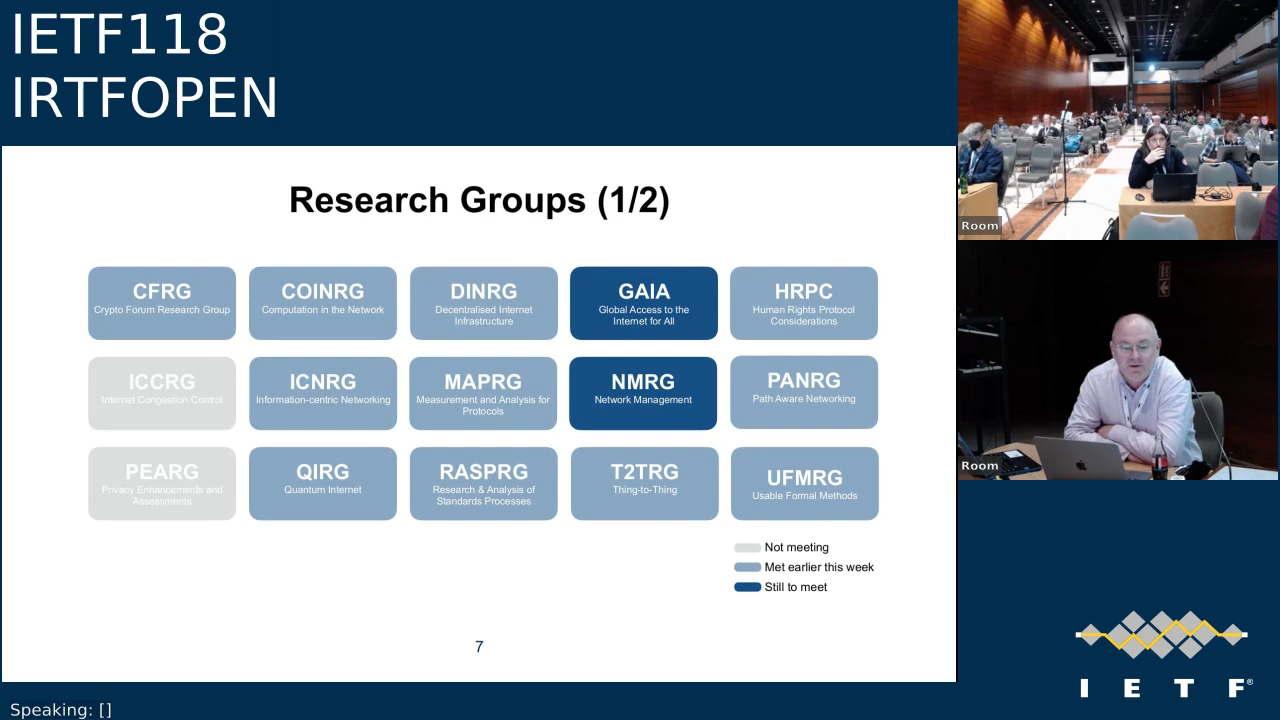 IETF118
IRTFOPEN
Research Groups (1/2)
CFRG
Crypto Forum Research Group
COINRG
Computation in the Network
DINRG
Decentralised Internet
Infrastructure
GAIA
Global Access to the
Internet for All
HRPC
Human Rights Protocol
Considerations
ICCRG
Internet Congestion Control
ICNRG
Information-centric Networking
MAPRG
Measurement and Analysis for
Protocols
NMRG
Network Management
PANRG
Path Aware Networking
PEARG
Privacy Enhancements and
Assessments
QIRG
Quantum Internet
RASPRG
Research & Analysis of
Standards Processes
T2TRG
Thing-to-Thing
UFMRG
Usable Formal Methods
Not meeting
Met earlier this week
Still to meet
7
Room
Room
I E T F®
Speaking: []